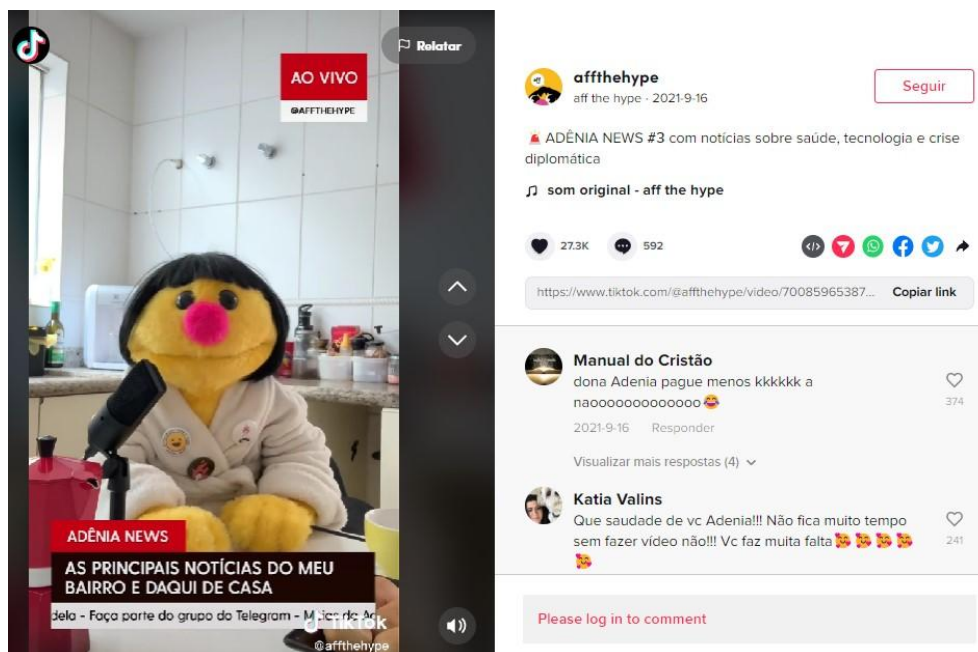 Relatar
AO VIVO
@AFFTHEHYPE
ADÊNIA NEWS
AS PRINCIPAIS NOTÍCIAS DO MEU
BAIRRO E DAQUI DE CASA
dela - Faça parte do grupo do Telegram -
TikTok
@affthehype
affthehype
aff the hype · 2021-9-16
Seguir
🚨 ADÊNIA NEWS #3 com notícias sobre saúde, tecnologia e crise
diplomática
som original - aff the hype
27.3K
592
https://www.tiktok.com/@affthehype/video/70085965387...
Copiar link
Manual do Cristão
dona Adenia pague menos kkkkkk a
naooooooooooooo😂
374
2021-9-16 Responder
Visualizar mais respostas (4)
Katia Valins
Que saudade de vc Adenia!!! Não fica muito tempo
sem fazer vídeo não!!! Vc faz muita falta🥰🥰🥰🥰
🥰
241
Please log in to comment